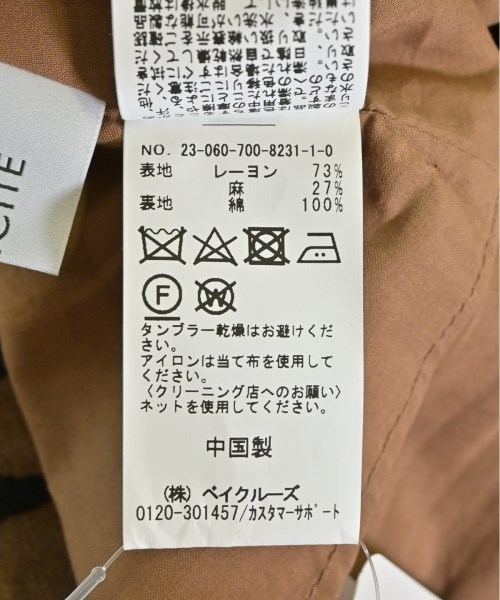 NO. 23-060-700-8231-1-0
表地 レーヨン 73%
麻 27%
裏地 綿 100%
F
W
タンブラー乾燥はお避けくだ
さい。
アイロンは当て布を使用して
ください。
〈クリーニング店へのお願い〉
ネットを使用してください。
中国製
(株) ベイクルーズ
0120-301457/カスタマーサポート